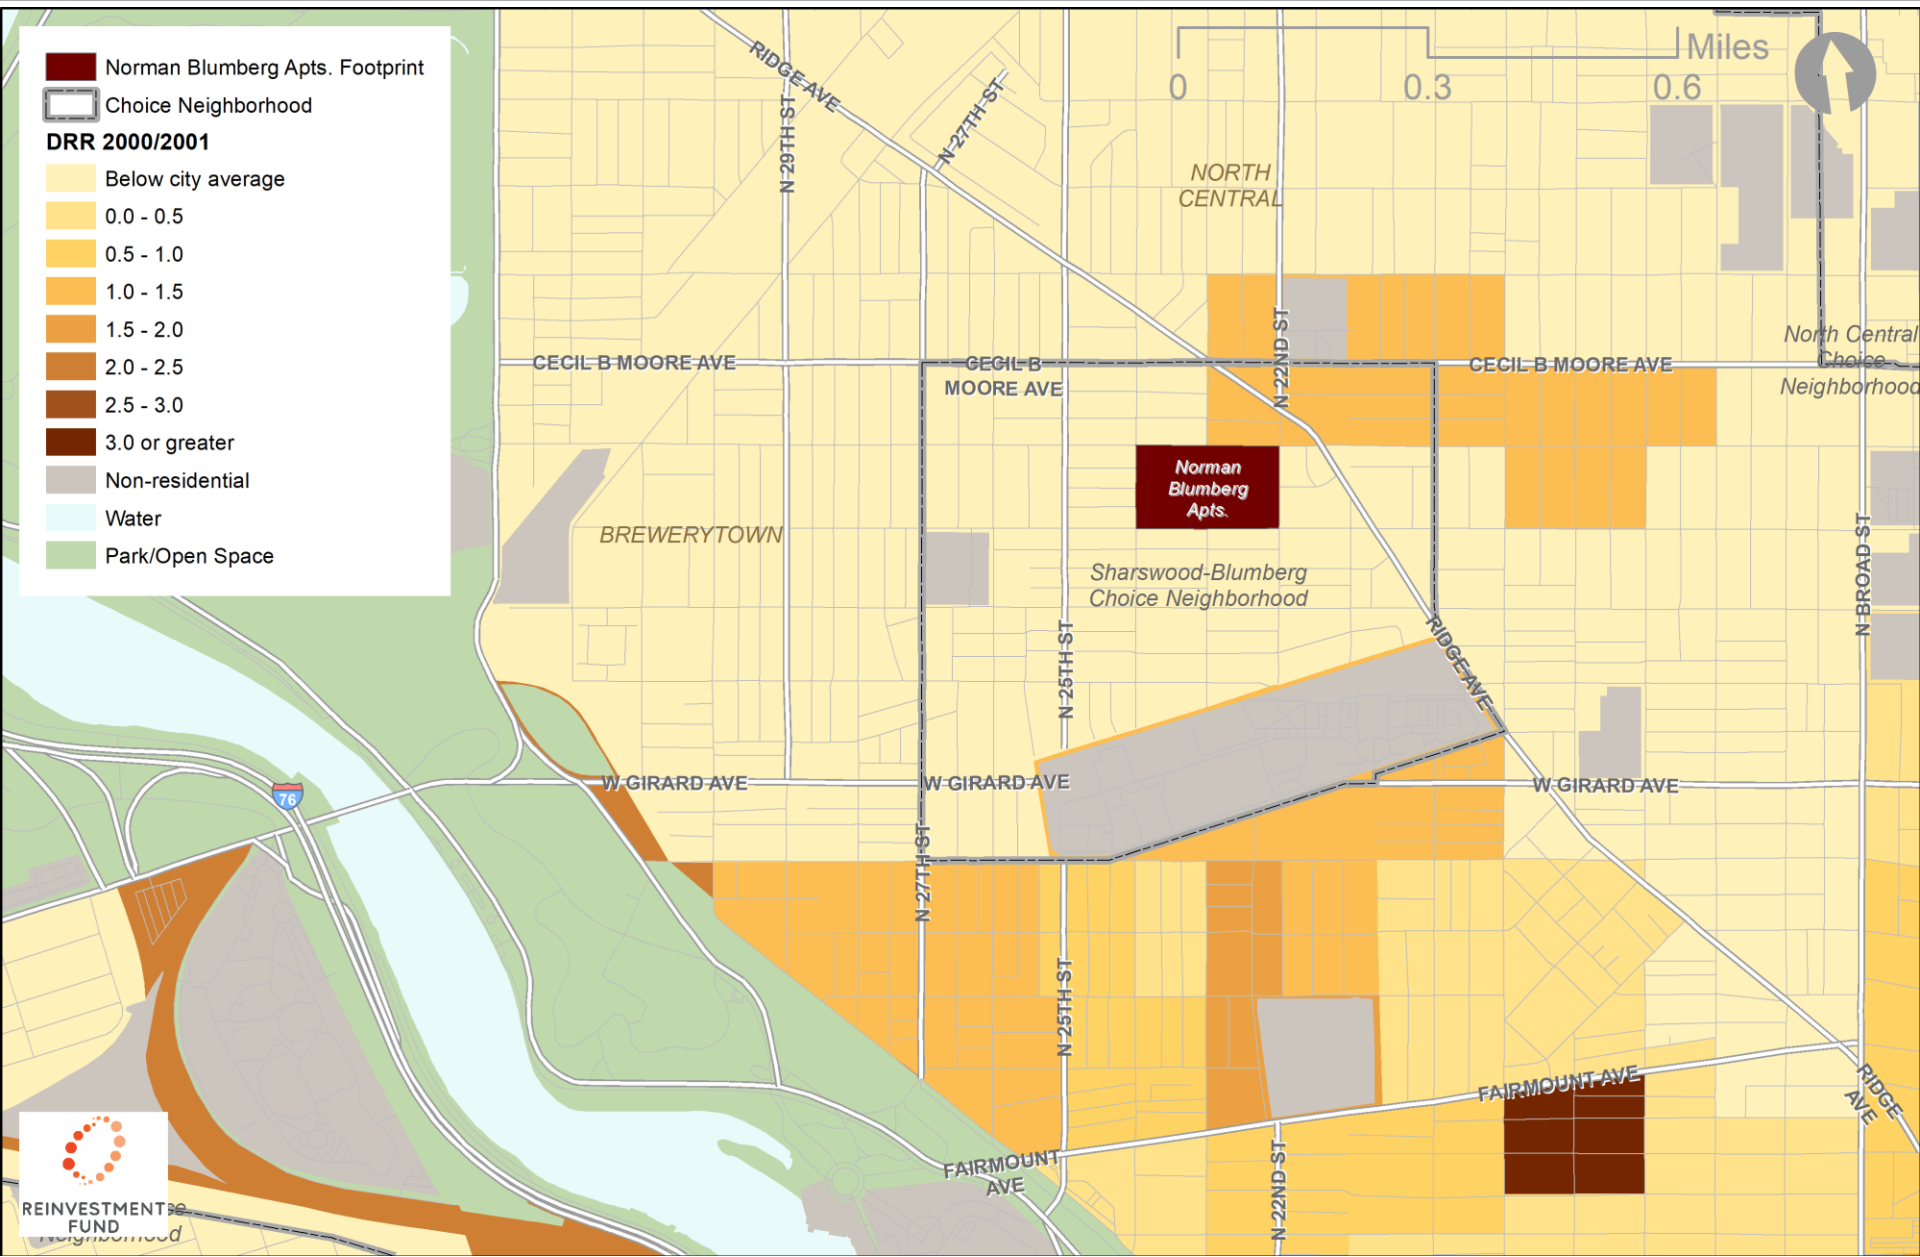 Norman Blumberg Apts. Footprint
Choice Neighborhood
DRR 2000/2001
Below city average
0.0 - 0.5
0.5 - 1.0
1.0 - 1.5
1.5 - 2.0
2.0 - 2.5
2.5 - 3.0
3.0 or greater
Non-residential
Water
Park/Open Space
Miles
0
0.3
0.6
RIDGE AVE
N 29TH ST
N 27TH ST
NORTH
CENTRAL
N 22ND ST
CECIL B MOORE AVE
CECIL B
MOORE AVE
CECIL B MOORE AVE
North Central
Choice
Neighborhood
Norman
Blumberg
Apts.
BREWERYTOWN
Sharswood-Blumberg
Choice Neighborhood
N BROAD ST
N 25TH ST
RIDGE AVE
W GIRARD AVE
W GIRARD AVE
W GIRARD AVE
76
N 27TH ST
N 25TH ST
FAIRMOUNT AVE
RIDGE
AVE
FAIRMOUNT
AVE
N 22ND ST
REINVESTMENT
FUND
Neighborhood